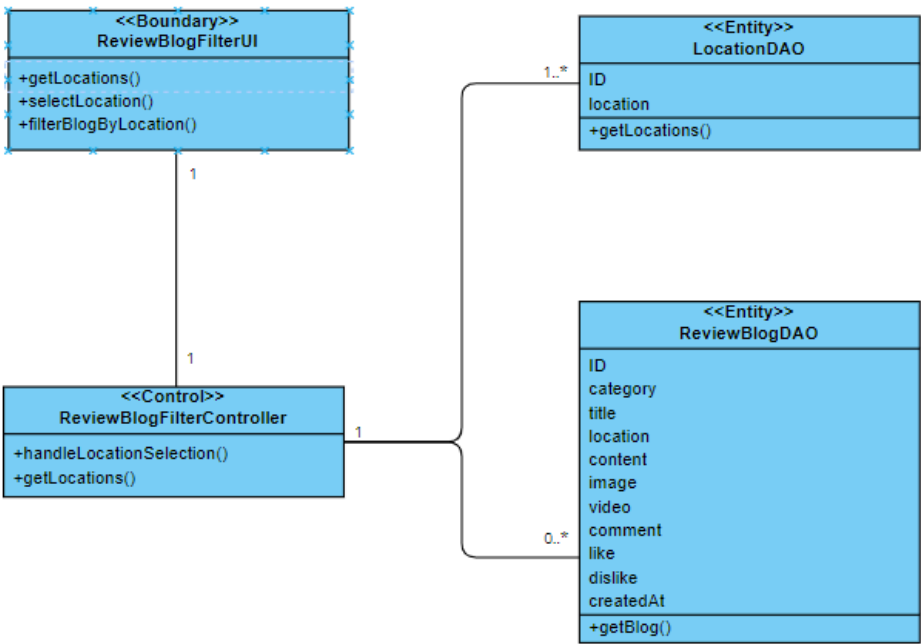 <<Boundary>>
ReviewBlogFilterUI
+getLocations()
+selectLocation()
+filterBlogByLocation()
1
1
<<Control>>
ReviewBlogFilterController
+handleLocationSelection()
+getLocations()
1
1..*
<<Entity>>
LocationDAO
ID
location
+getLocations()
0..*
<<Entity>>
ReviewBlogDAO
ID
category
title
location
content
image
video
comment
like
dislike
createdAt
+getBlog()